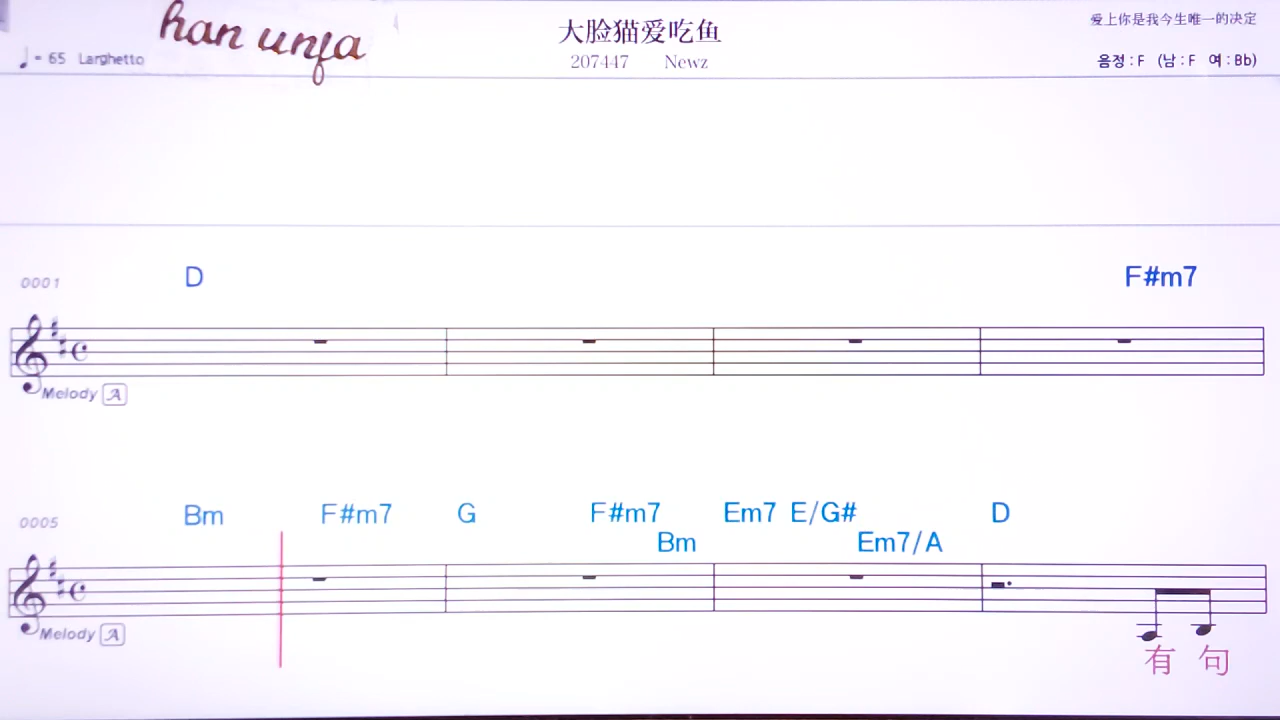 han unfa
大脸猫爱吃鱼
爱上你是我今生唯一的决定
♩= 65 Larghetto
207447 Newz
음정 : F (남 : F 여 : Bb)
0001
D F#m7
Melody A
0005
Bm F#m7 G F#m7 Em7 E/G# D
Bm Em7/A
Melody A
有 句